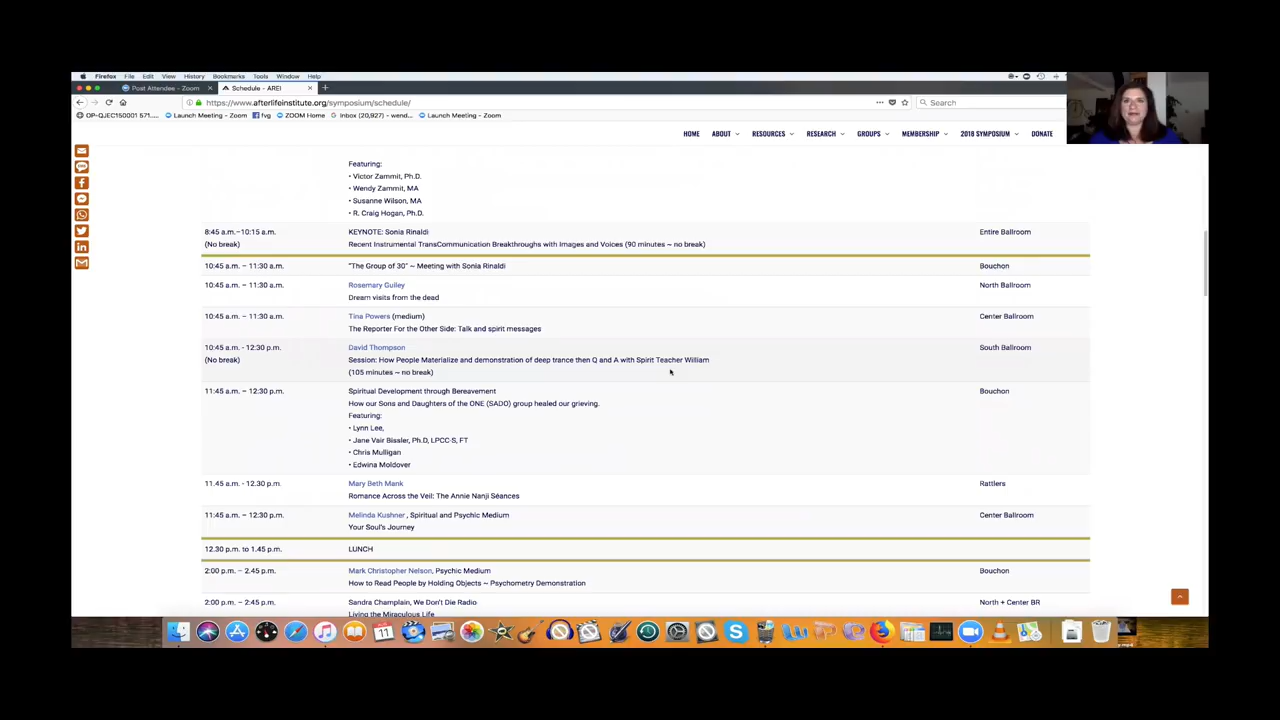 Firefox File Edit View History Bookmarks Tools Window Help
Post Attendee - Zoom
Schedule - AREI
https://www.afterlifeinstitute.org/symposium/schedule/
Search
OP-QJEC150001 571.... Launch Meeting - Zoom fvg ZOOM Home Inbox (20,927) - wend... Launch Meeting - Zoom
HOME ABOUT RESOURCES RESEARCH GROUPS MEMBERSHIP 2018 SYMPOSIUM DONATE
Featuring:
• Victor Zammit, Ph.D.
• Wendy Zammit, MA
• Susanne Wilson, MA
• R. Craig Hogan, Ph.D.
8:45 a.m.–10:15 a.m. KEYNOTE: Sonia Rinaldi Entire Ballroom
(No break) Recent Instrumental TransCommunication Breakthroughs with Images and Voices (90 minutes ~ no break)
10:45 a.m. – 11:30 a.m. "The Group of 30" ~ Meeting with Sonia Rinaldi Bouchon
10:45 a.m. – 11:30 a.m. Rosemary Guiley North Ballroom
Dream visits from the dead
10:45 a.m. – 11:30 a.m. Tina Powers (medium) Center Ballroom
The Reporter For the Other Side: Talk and spirit messages
10:45 a.m. - 12:30 p.m. David Thompson South Ballroom
(No break) Session: How People Materialize and demonstration of deep trance then Q and A with Spirit Teacher William
(105 minutes ~ no break)
11:45 a.m. – 12:30 p.m. Spiritual Development through Bereavement Bouchon
How our Sons and Daughters of the ONE (SADO) group healed our grieving.
Featuring:
• Lynn Lee,
• Jane Vair Bissler, Ph.D, LPCC-S, FT
• Chris Mulligan
• Edwina Moldover
11.45 a.m. - 12.30 p.m. Mary Beth Mank Rattlers
Romance Across the Veil: The Annie Nanji Séances
11:45 a.m. – 12:30 p.m. Melinda Kushner , Spiritual and Psychic Medium Center Ballroom
Your Soul's Journey
12.30 p.m. to 1.45 p.m. LUNCH
2:00 p.m. – 2.45 p.m. Mark Christopher Nelson, Psychic Medium Bouchon
How to Read People by Holding Objects ~ Psychometry Demonstration
2:00 p.m. – 2:45 p.m. Sandra Champlain, We Don't Die Radio North + Center BR
Living the Miraculous Life